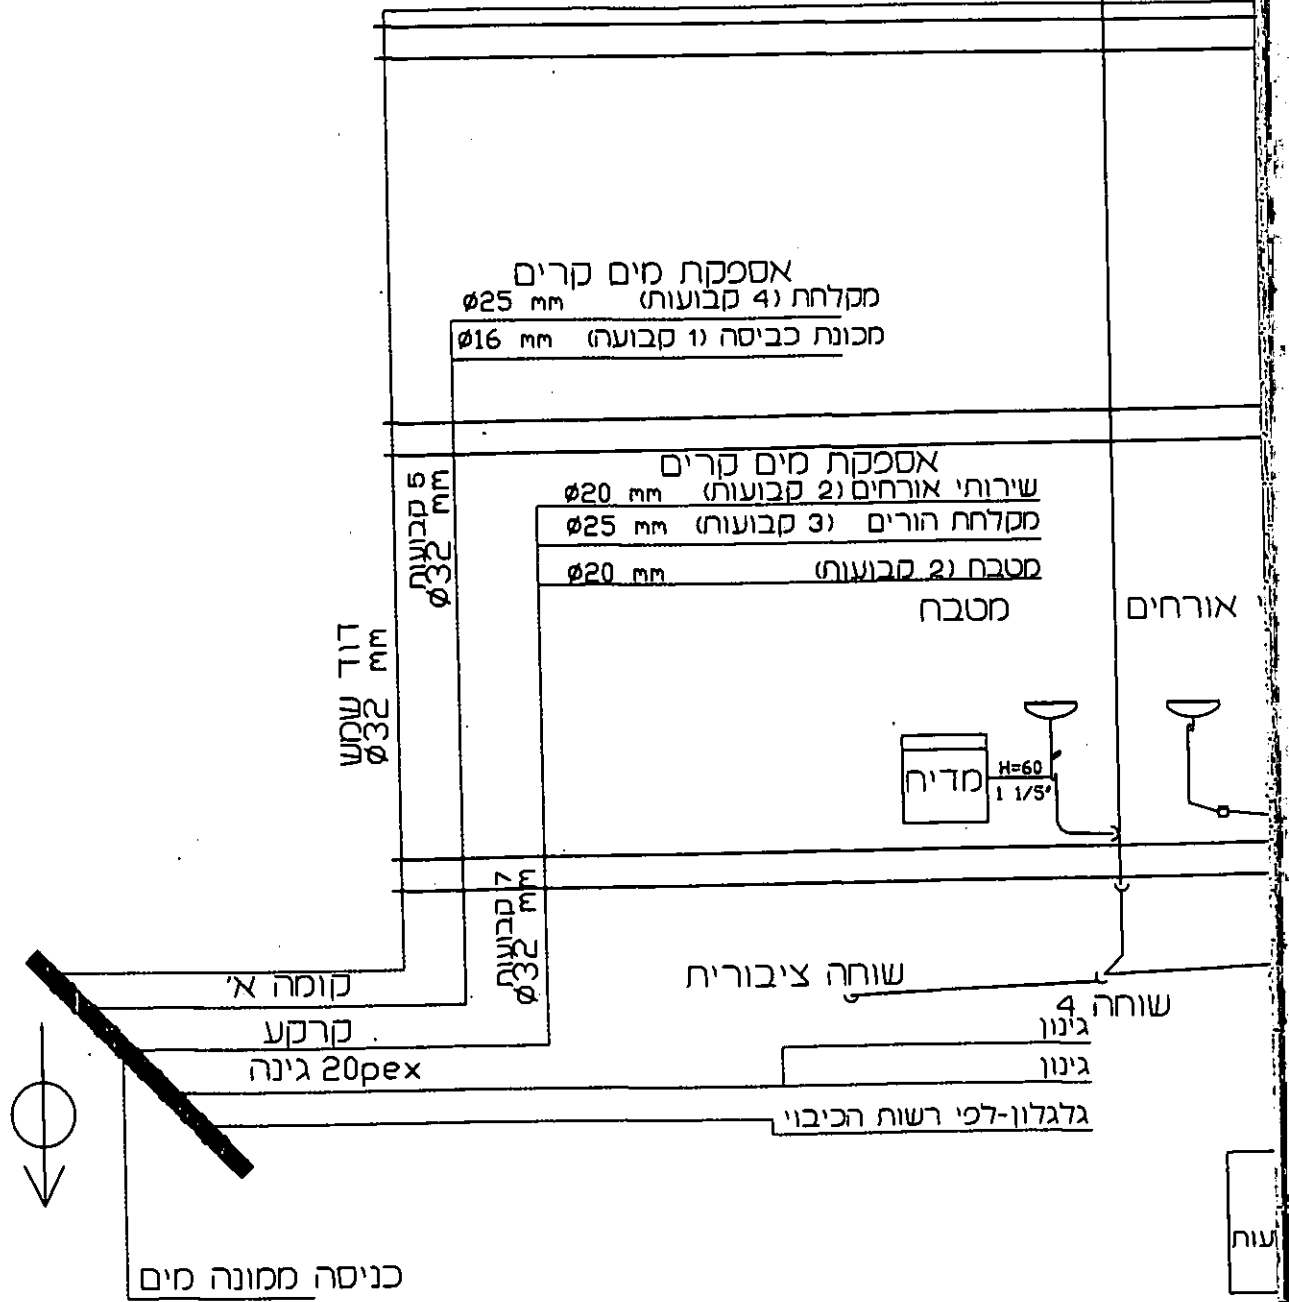 אספקת מים קרים
מקלחת (4 קבועות) ø25 mm
מכונת כביסה (1 קבועה) ø16 mm
אספקת מים קרים
שירותי אורחים (2 קבועות) ø20 mm
מקלחת הורים (3 קבועות) ø25 mm
מטבח (2 קבועות) ø20 mm
5 קבועות
ø32 mm
דוד שמש
ø32 mm
מטבח
אורחים
מדיח
H=60
1 1/5"
7 קבועות
ø32 mm
שוחה ציבורית
שוחה 4
קומה א'
קרקע
גינה 20pex
גינון
גינון
גלגלון-לפי רשות הכיבוי
עות
כניסה ממונה מים